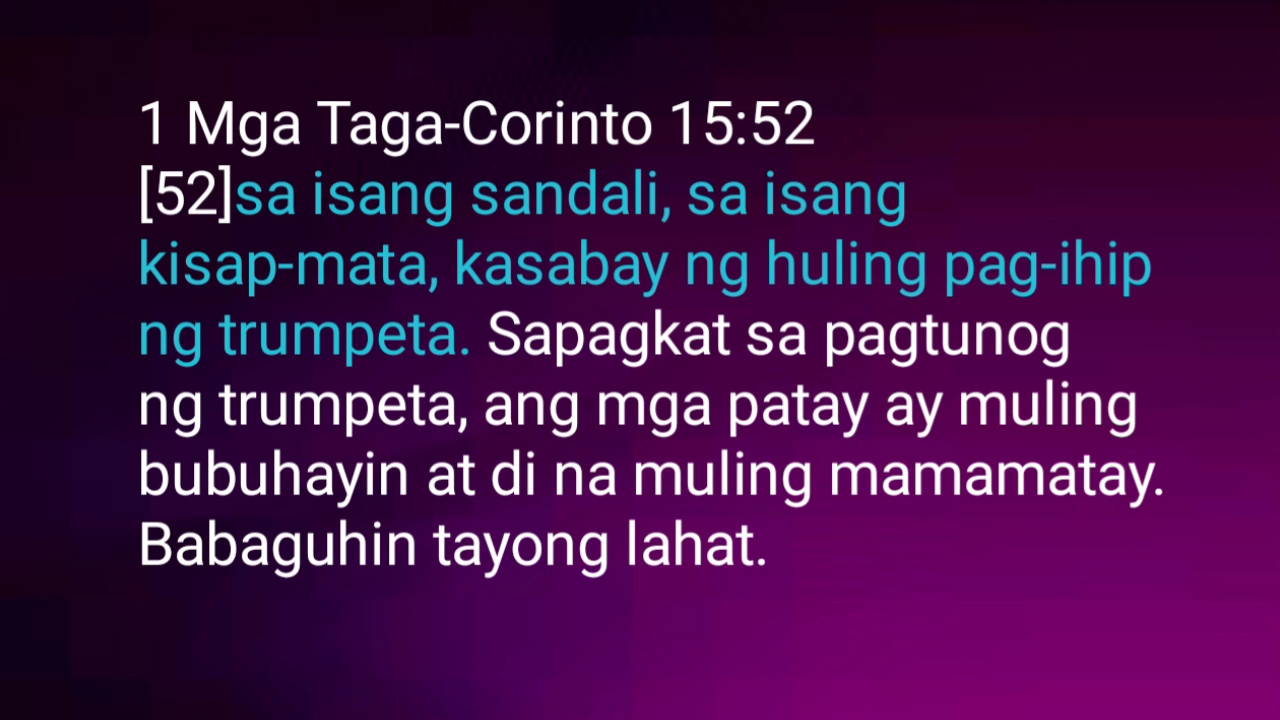 1 Mga Taga-Corinto 15:52
[52]sa isang sandali, sa isang
kisap-mata, kasabay ng huling pag-ihip
ng trumpeta. Sapagkat sa pagtunog
ng trumpeta, ang mga patay ay muling
bubuhayin at di na muling mamamatay.
Babaguhin tayong lahat.